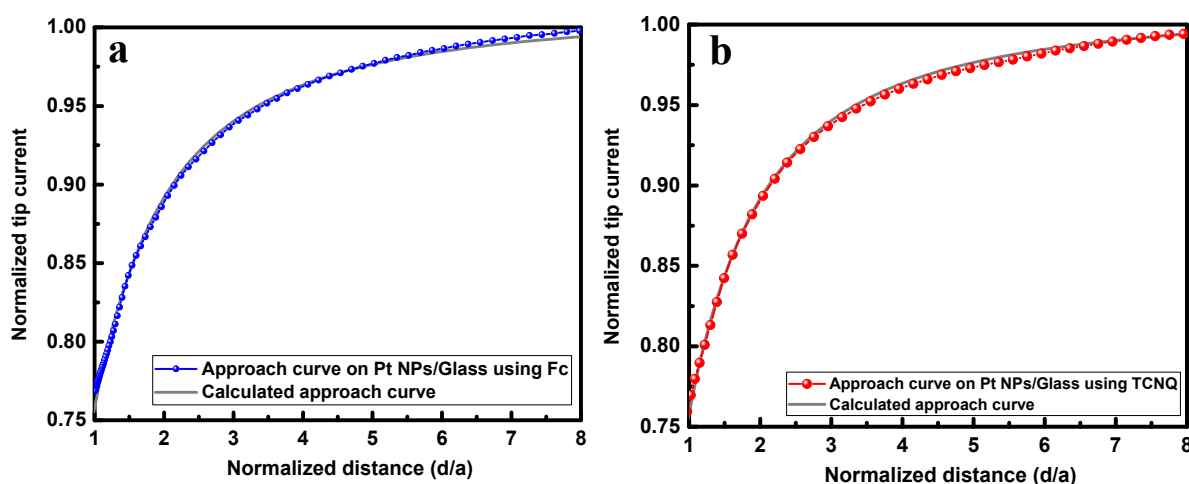 a
Normalized tip current
1.00
0.95
0.90
0.85
0.80
0.75
Approach curve on Pt NPs/Glass using Fc
Calculated approach curve
1 2 3 4 5 6 7 8
Normalized distance (d/a)
b
Normalized tip current
1.00
0.95
0.90
0.85
0.80
0.75
Approach curve on Pt NPs/Glass using TCNQ
Calculated approach curve
1 2 3 4 5 6 7 8
Normalized distance (d/a)